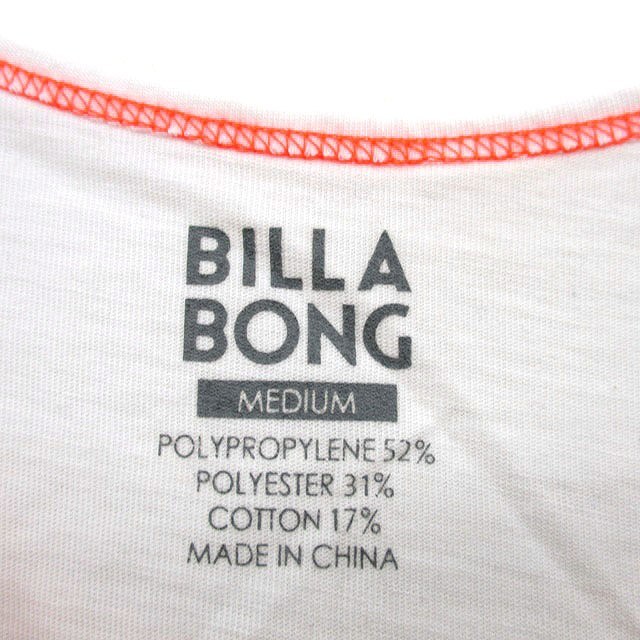 BILLA
BONG
MEDIUM
POLYPROPYLENE 52%
POLYESTER 31%
COTTON 17%
MADE IN CHINA